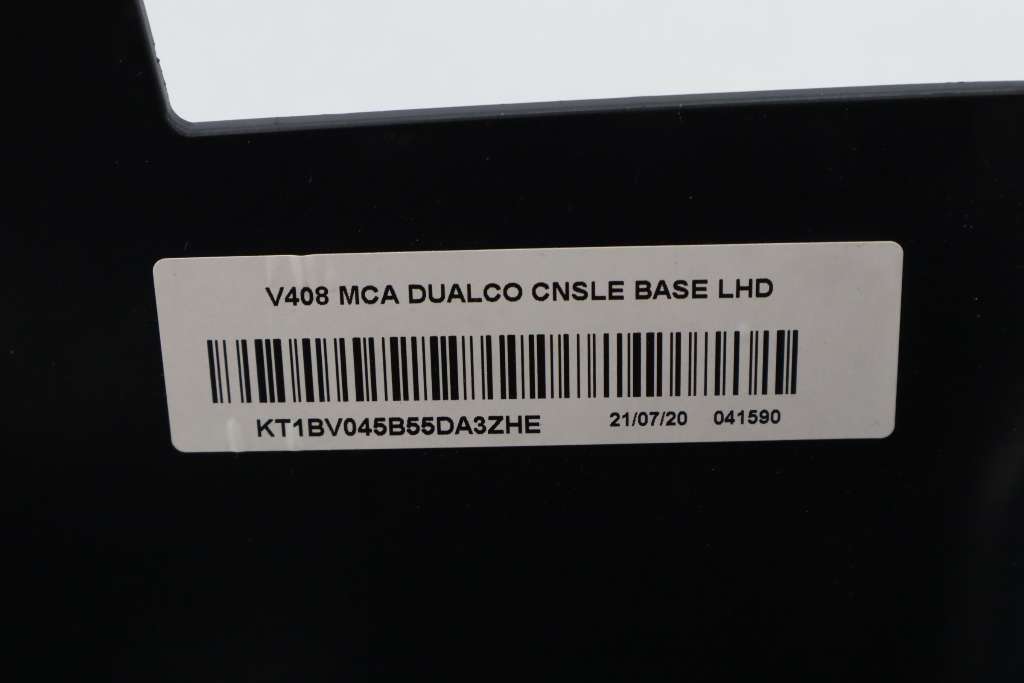 V408 MCA DUALCO CNSLE BASE LHD
KT1BV045B55DA3ZHE 21/07/20 041590